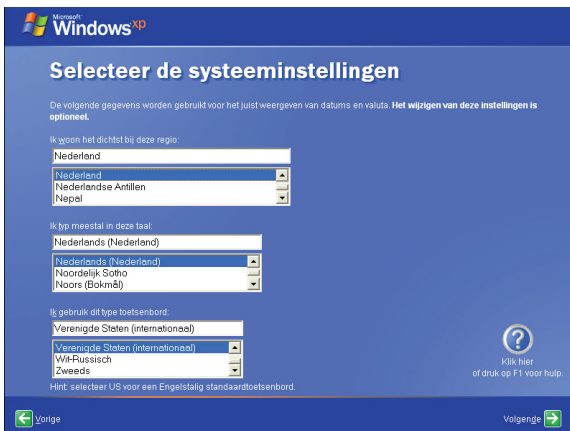 Microsoft
Windows xp
Selecteer de systeeminstellingen
De volgende gegevens worden gebruikt voor het juist weergeven van datums en valuta. Het wijzigen van deze instellingen is
optioneel.
Ik woon het dichtst bij deze regio:
Nederland
Nederland
Nederlandse Antillen
Nepal
Ik typ meestal in deze taal:
Nederlands (Nederland)
Nederlands (Nederland)
Noordelijk Sotho
Noors (Bokmål)
Ik gebruik dit type toetsenbord:
Verenigde Staten (internationaal)
Verenigde Staten (internationaal)
Wit-Russisch
Zweeds
Hint: selecteer US voor een Engelstalig standaardtoetsenbord.
?
Klik hier
of druk op F1 voor hulp.
Vorige
Volgende